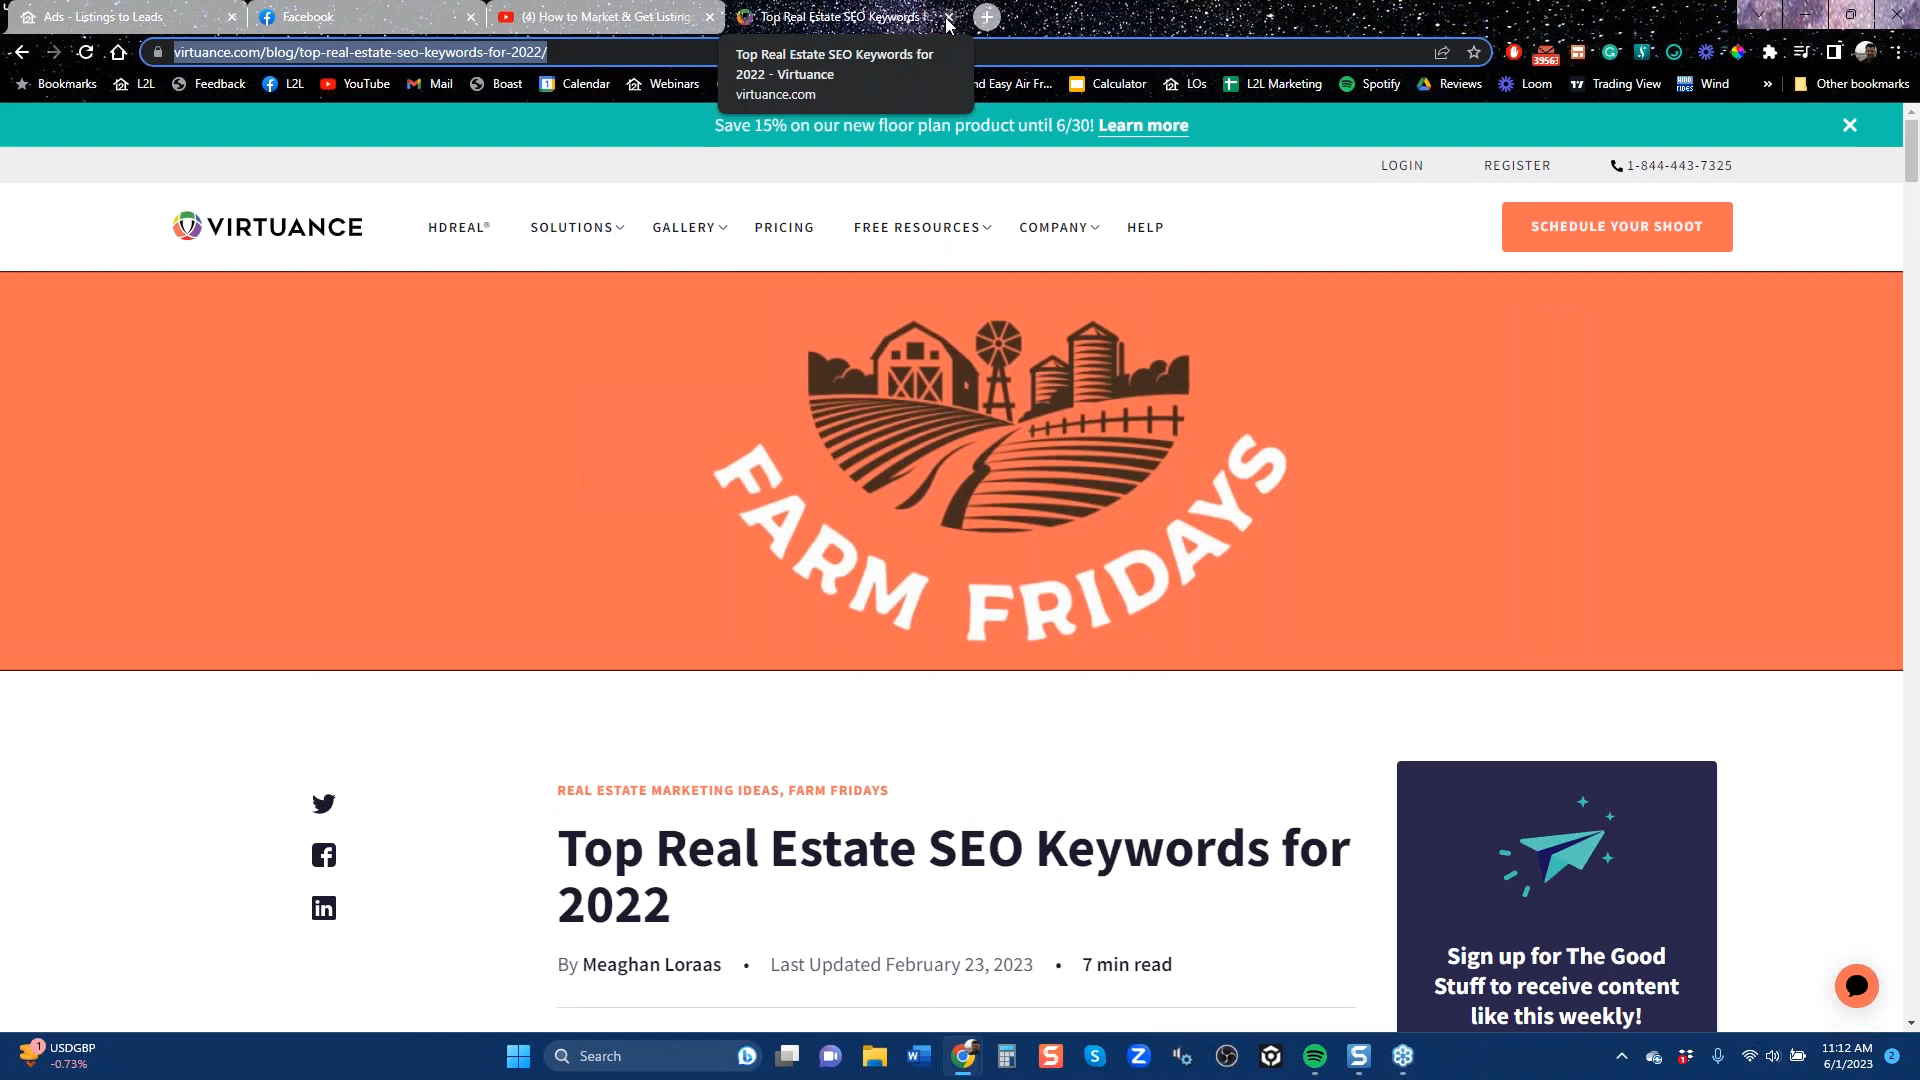 Ads - Listings to Leads
Facebook
(4) How to Market & Get Listing
Top Real Estate SEO Keywords f
virtuance.com/blog/top-real-estate-seo-keywords-for-2022/
39563
Top Real Estate SEO Keywords for
2022 - Virtuance
virtuance.com
Bookmarks
L2L
Feedback
L2L
YouTube
Mail
Boast
Calendar
Webinars
nd Easy Air Fr...
Calculator
LOs
L2L Marketing
Spotify
Reviews
Loom
Trading View
Wind
»
Other bookmarks
Save 15% on our new floor plan product until 6/30! Learn more
LOGIN
REGISTER
1-844-443-7325
VIRTUANCE
HDREAL®
SOLUTIONS
GALLERY
PRICING
FREE RESOURCES
COMPANY
HELP
SCHEDULE YOUR SHOOT
FARM FRIDAYS
REAL ESTATE MARKETING IDEAS, FARM FRIDAYS
Top Real Estate SEO Keywords for
2022
By Meaghan Loraas • Last Updated February 23, 2023 • 7 min read
Sign up for The Good
Stuff to receive content
like this weekly!
1
USDGBP
-0.73%
Search
11:12 AM
6/1/2023
2